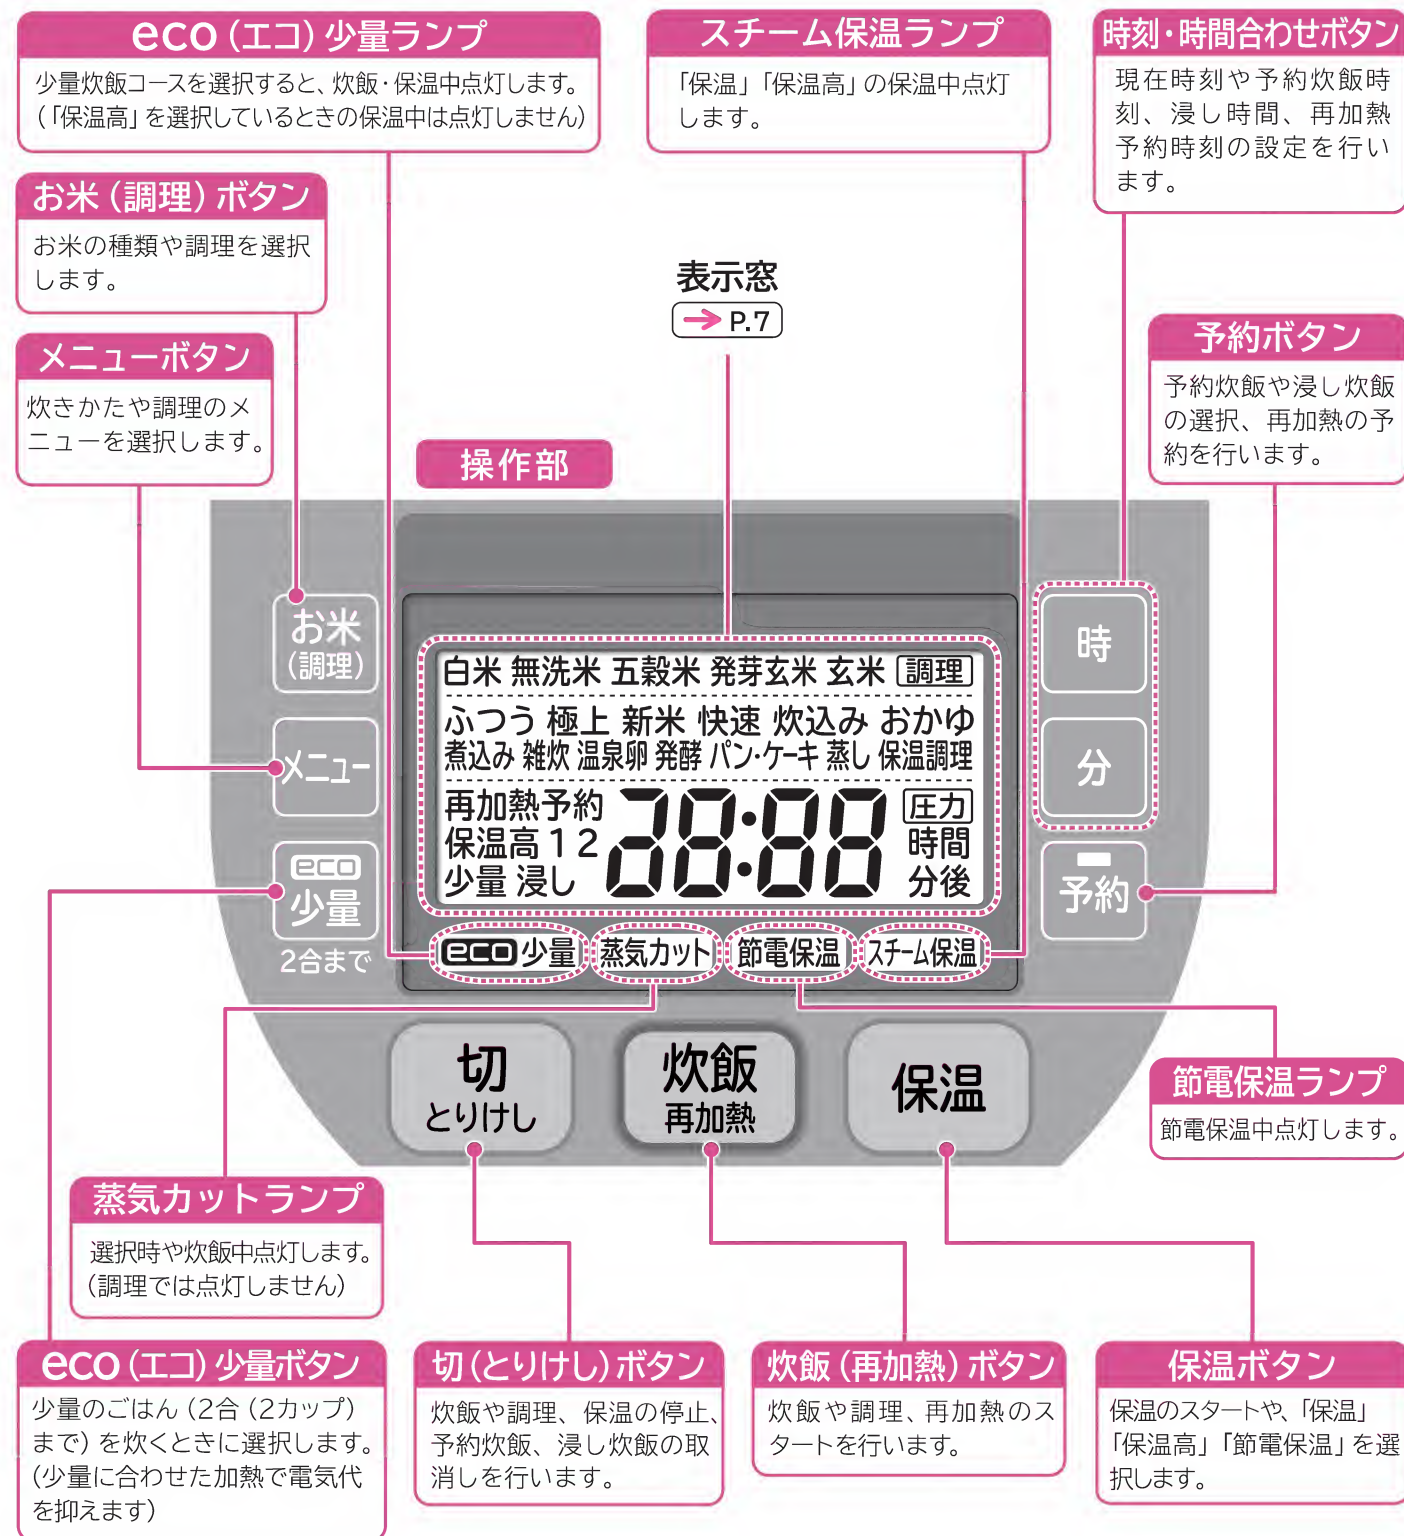 eco(エコ)少量ランプ
少量炊飯コースを選択すると、炊飯・保温中点灯します。
(「保温高」を選択しているときの保温中は点灯しません)
スチーム保温ランプ
「保温」「保温高」の保温中点灯
します。
時刻・時間合わせボタン
現在時刻や予約炊飯時
刻、浸し時間、再加熱
予約時刻の設定を行い
ます。
お米(調理)ボタン
お米の種類や調理を選択
します。
表示窓
→ P.7
メニューボタン
炊きかたや調理のメ
ニューを選択します。
予約ボタン
予約炊飯や浸し炊飯
の選択、再加熱の予
約を行います。
操作部
お米
(調理)
メニュー
eco
少量
2合まで
白米 無洗米 五穀米 発芽玄米 玄米 調理
ふつう 極上 新米 快速 炊込み おかゆ
煮込み 雑炊 温泉卵 発酵 パン・ケーキ 蒸し 保温調理
再加熱予約
保温高12
少量 浸し
28:88
圧力
時間
分後
eco少量 蒸気カット 節電保温 スチーム保温
時
分
予約
切
とりけし
炊飯
再加熱
保温
節電保温ランプ
節電保温中点灯します。
蒸気カットランプ
選択時や炊飯中点灯します。
(調理では点灯しません)
eco(エコ)少量ボタン
少量のごはん(2合(2カップ)
まで)を炊くときに選択します。
(少量に合わせた加熱で電気代
を抑えます)
切(とりけし)ボタン
炊飯や調理、保温の停止、
予約炊飯、浸し炊飯の取
消しを行います。
炊飯(再加熱)ボタン
炊飯や調理、再加熱のス
タートを行います。
保温ボタン
保温のスタートや、「保温」
「保温高」「節電保温」を選
択します。